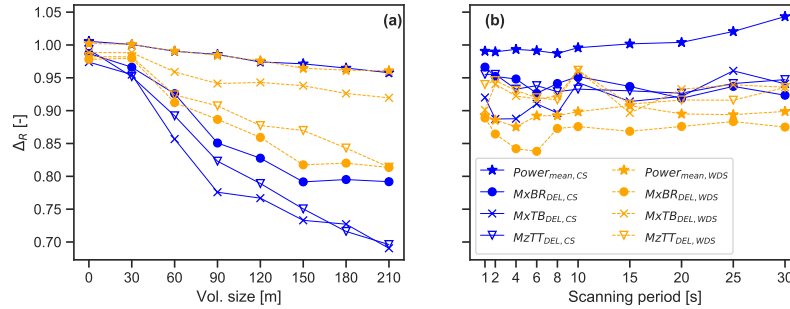 (a)
1.05
1.00
0.95
0.90
0.85
0.80
0.75
0.70
Δ_R [-]
0 30 60 90 120 150 180 210
Vol. size [m]
(b)
Power_mean,CS
MxBR_DEL,CS
MxTB_DEL,CS
MzTT_DEL,CS
Power_mean,WDS
MxBR_DEL,WDS
MxTB_DEL,WDS
MzTT_DEL,WDS
1 2 4 6 8 10 15 20 25 30
Scanning period [s]